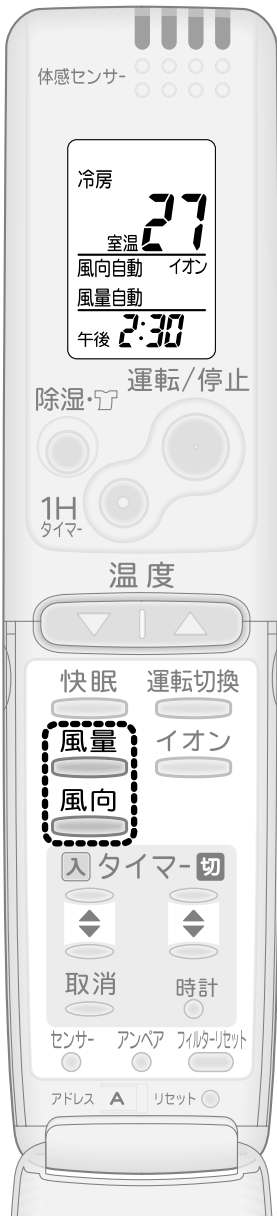 体感センサー
冷房
室温 27
風向自動 イオン
風量自動
午後 2:30
除湿・ 運転/停止
1H
タイマー
温度
快眠 運転切換
風量 イオン
風向
入 タイマー 切
取消 時計
センサー アンペア フィルターリセット
アドレス A リセット